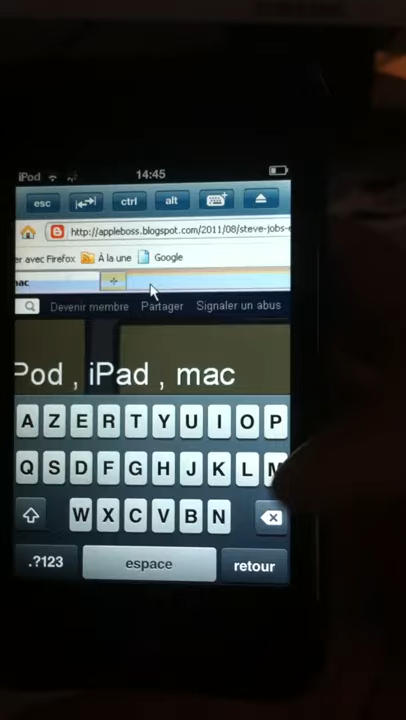 iPod 14:45
esc ctrl alt
http://appleboss.blogspot.com/2011/08/steve-jobs-
er avec Firefox À la une Google
mac
Devenir membre Partager Signaler un abus
Pod , iPad , mac
A Z E R T Y U I O P
Q S D F G H J K L M
W X C V B N
.?123 espace retour